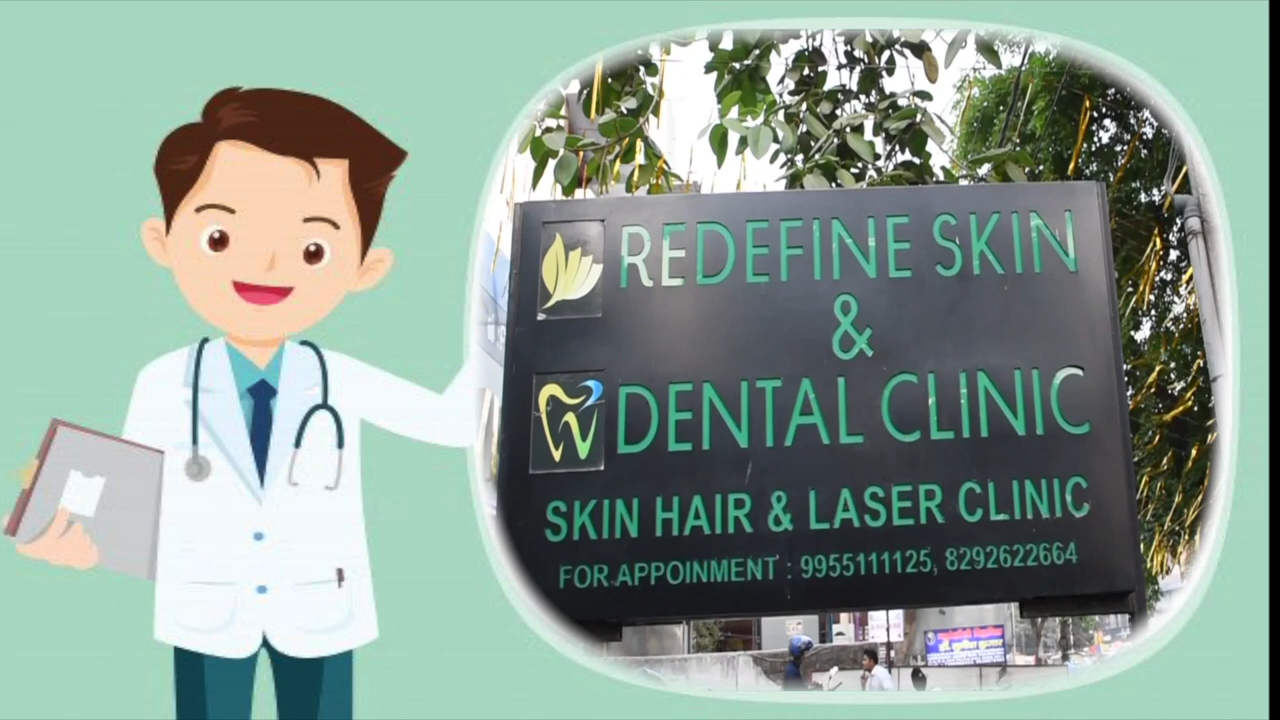 REDEFINE SKIN
&
DENTAL CLINIC
SKIN HAIR & LASER CLINIC
FOR APPOINMENT : 9955111125, 8292622664